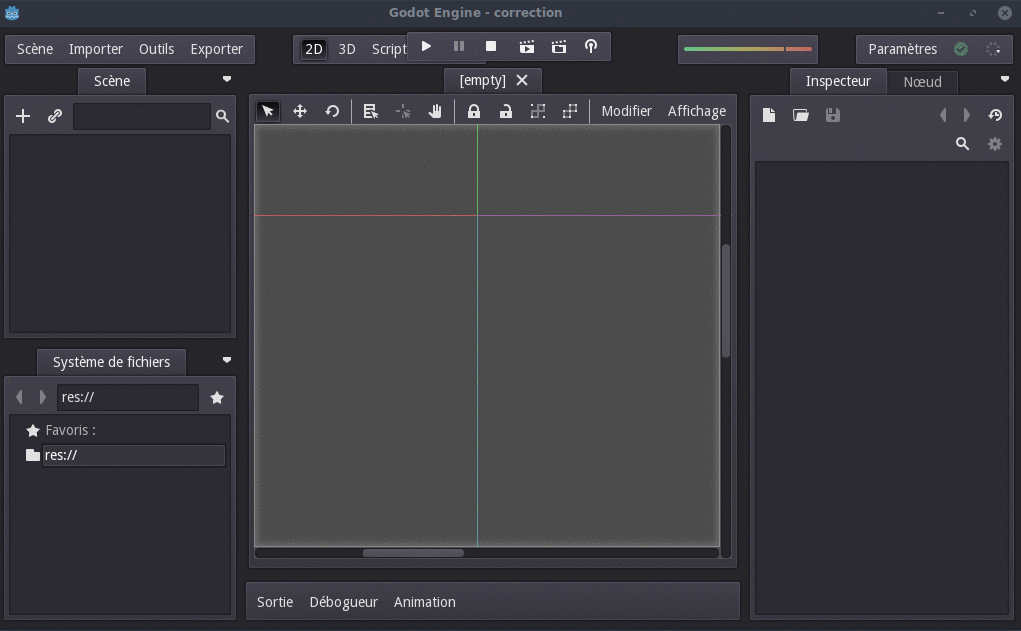 Godot Engine - correction
Scène Importer Outils Exporter 2D 3D Script Paramètres
Scène [empty] Inspecteur Nœud
Modifier Affichage
Système de fichiers
res://
Favoris :
res://
Sortie Débogueur Animation